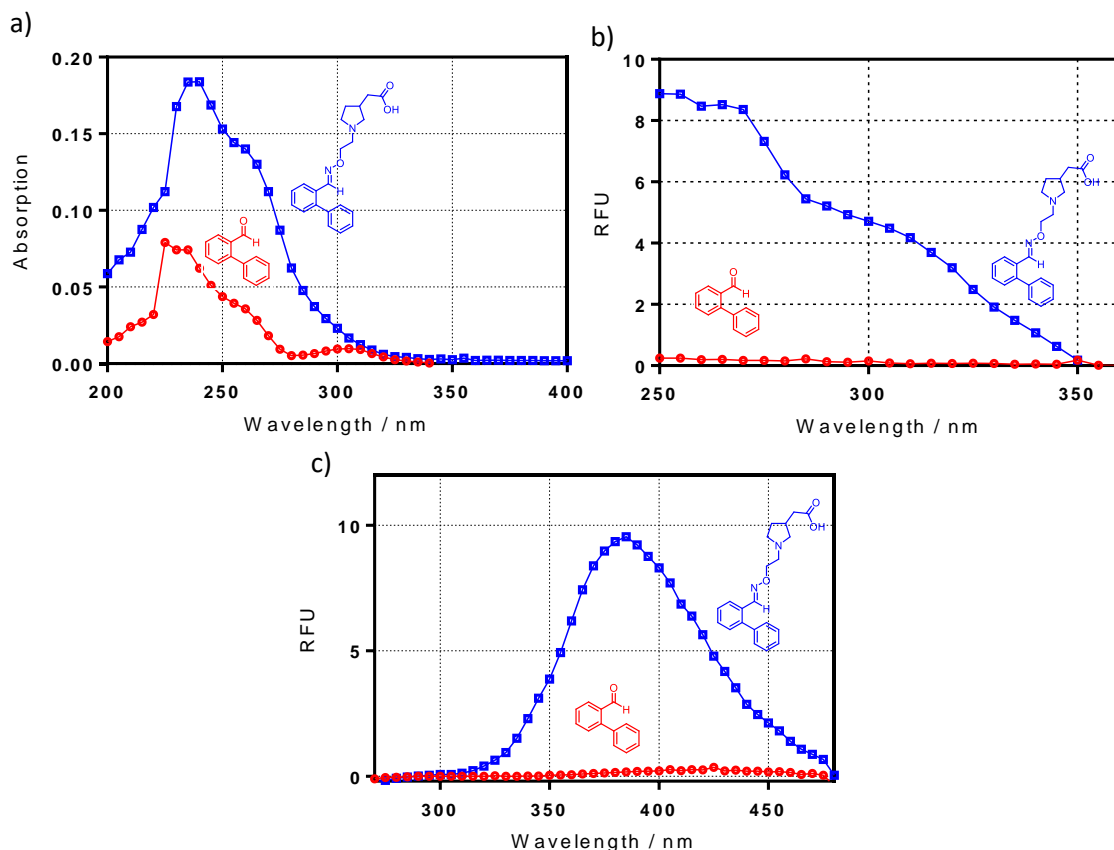 a)
Absorption
0.20
0.15
0.10
0.05
0.00
200
250
300
350
400
Wavelength / nm
O
OH
N
O
N
H
O
H
b)
RFU
10
8
6
4
2
0
250
300
350
Wavelength / nm
O
OH
N
O
N
H
O
H
c)
RFU
10
5
0
300
350
400
450
Wavelength / nm
O
OH
N
O
N
H
O
H